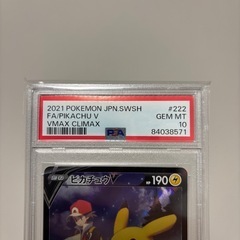 2021 POKEMON JPN.SWSH #222
FA/PIKACHU V GEM MT
VMAX CLIMAX 10
PSA 84038571
ピカチュウV HP 190